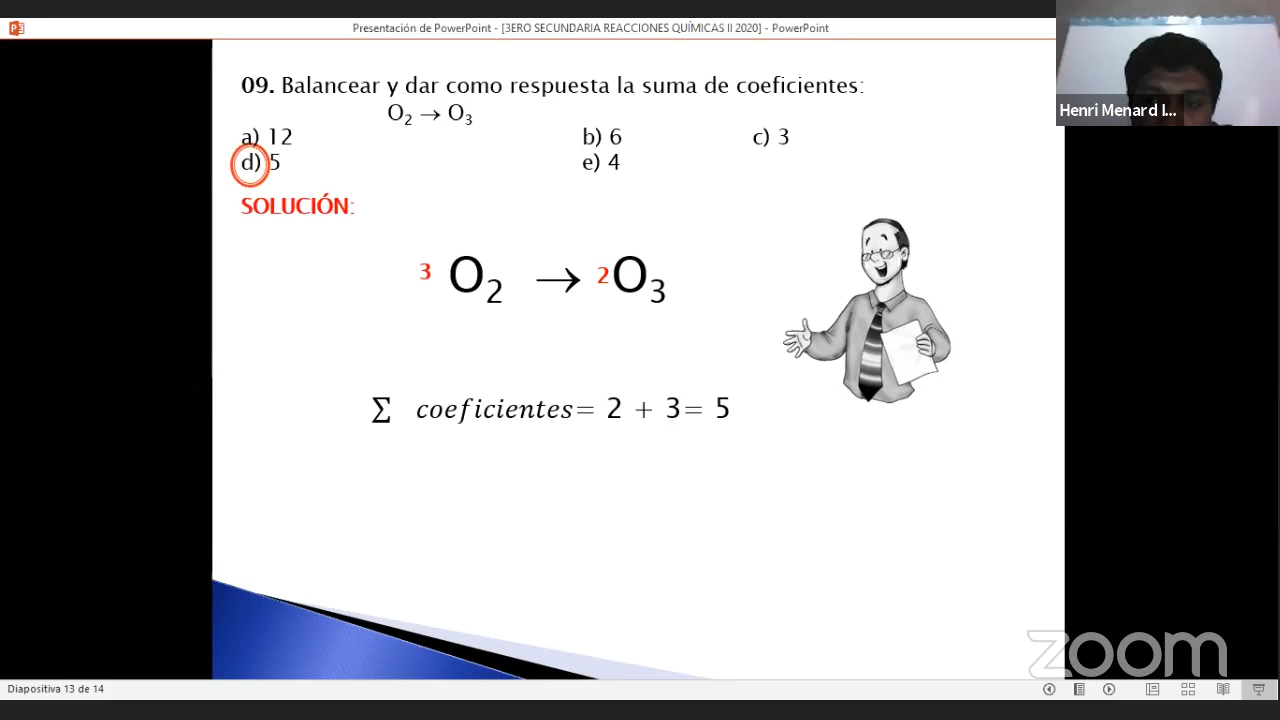 Presentación de PowerPoint - [3ERO SECUNDARIA REACCIONES QUÍMICAS II 2020] - PowerPoint
Henri Menard I...
09. Balancear y dar como respuesta la suma de coeficientes:
O₂ → O₃
a) 12 b) 6 c) 3
d) 5 e) 4
SOLUCIÓN:
3 O₂ → 2 O₃
∑ coeficientes= 2 + 3= 5
zoom
Diapositiva 13 de 14